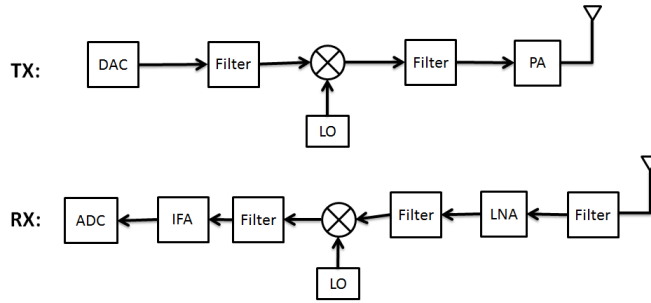 TX:
DAC
Filter
Filter
PA
LO
RX:
ADC
IFA
Filter
Filter
LNA
Filter
LO